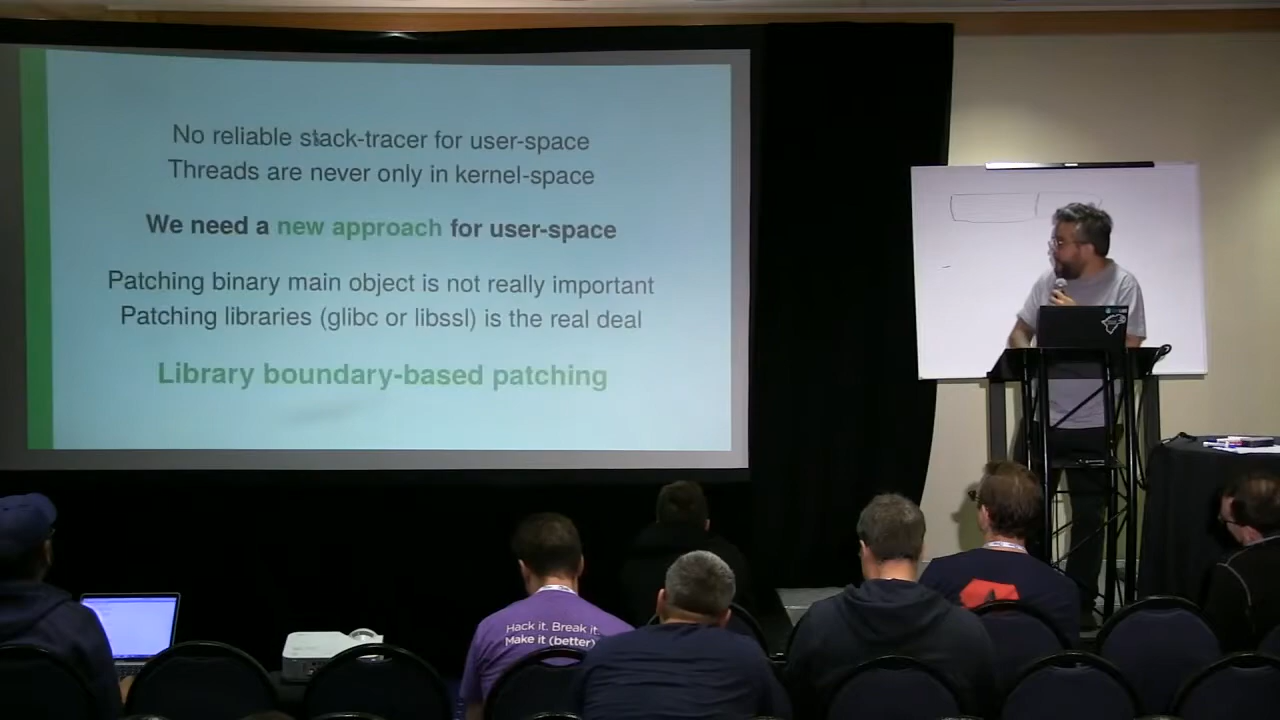 No reliable stack-tracer for user-space
Threads are never only in kernel-space
We need a new approach for user-space
Patching binary main object is not really important
Patching libraries (glibc or libssl) is the real deal
Library boundary-based patching
Hack it. Break it.
Make it (better)